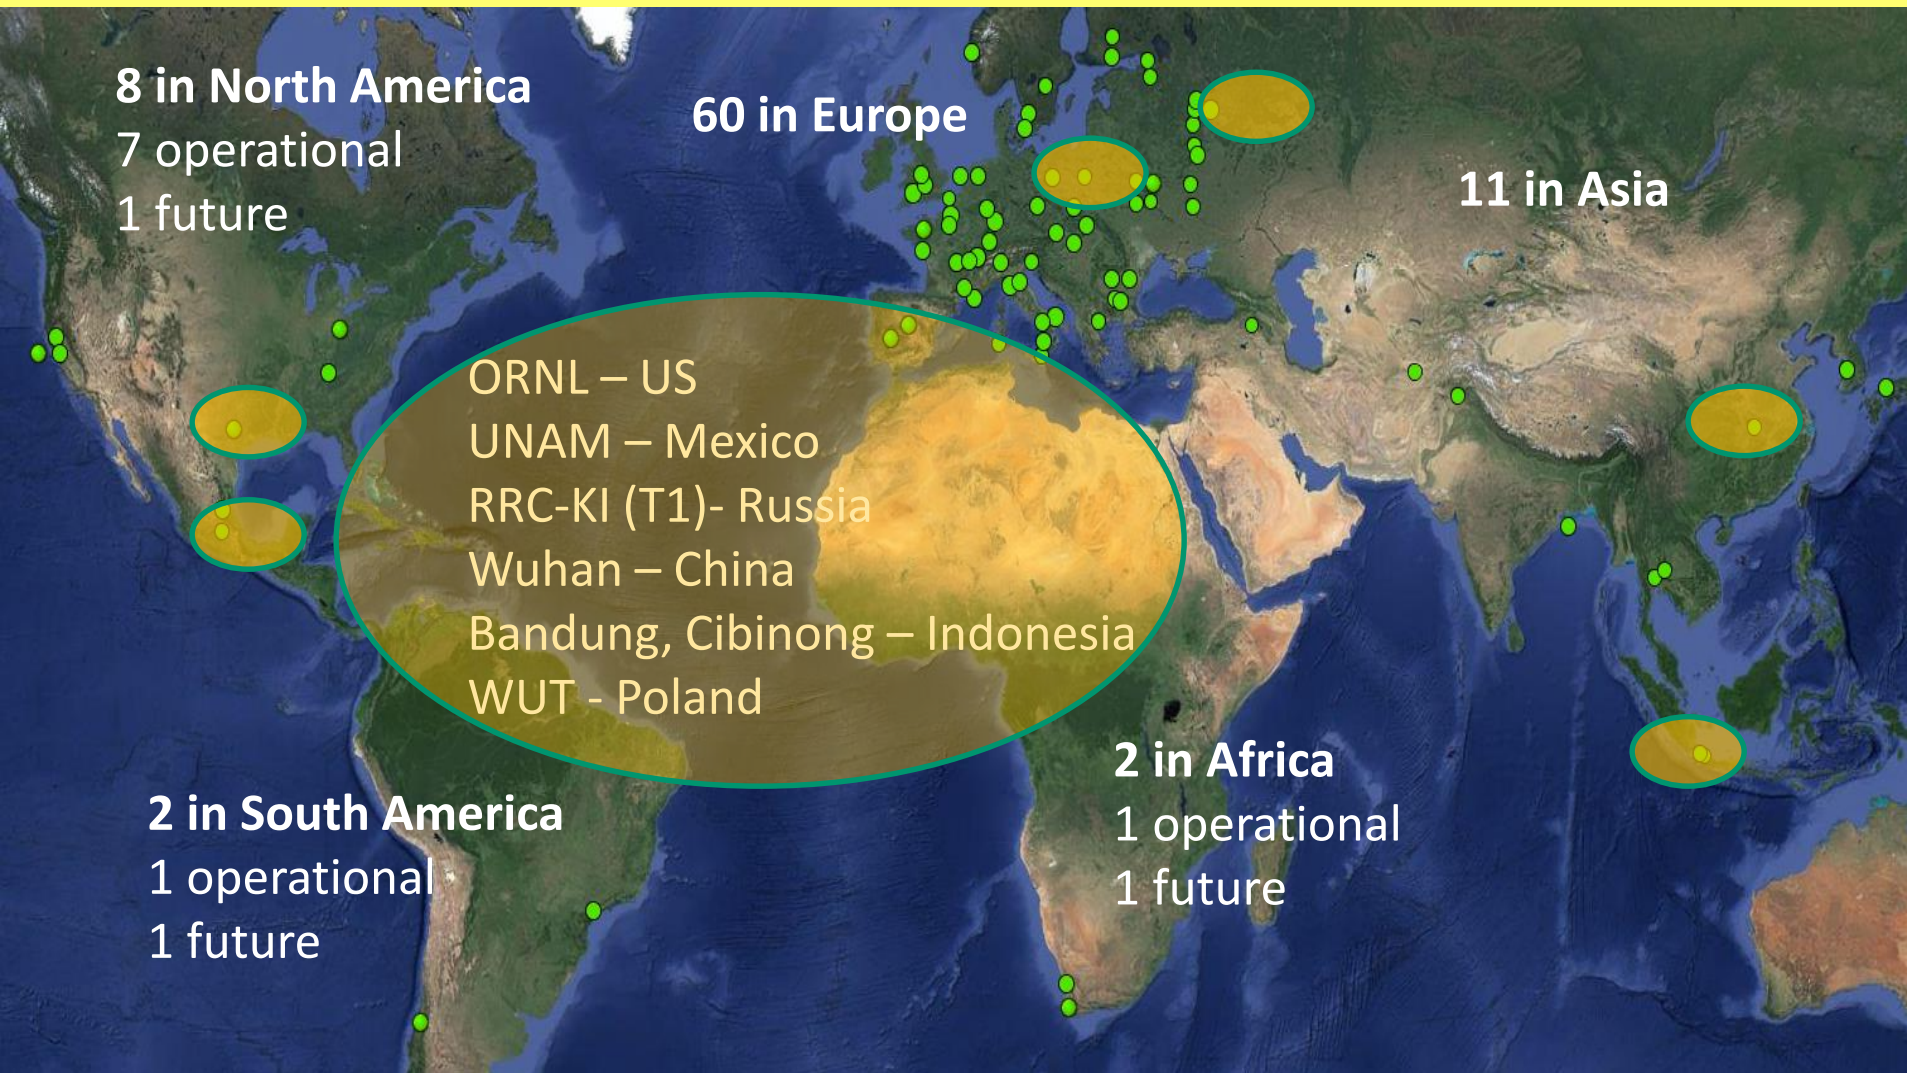 8 in North America
7 operational
1 future
60 in Europe
11 in Asia
ORNL – US
UNAM – Mexico
RRC-KI (T1)- Russia
Wuhan – China
Bandung, Cibinong – Indonesia
WUT - Poland
2 in South America
1 operational
1 future
2 in Africa
1 operational
1 future